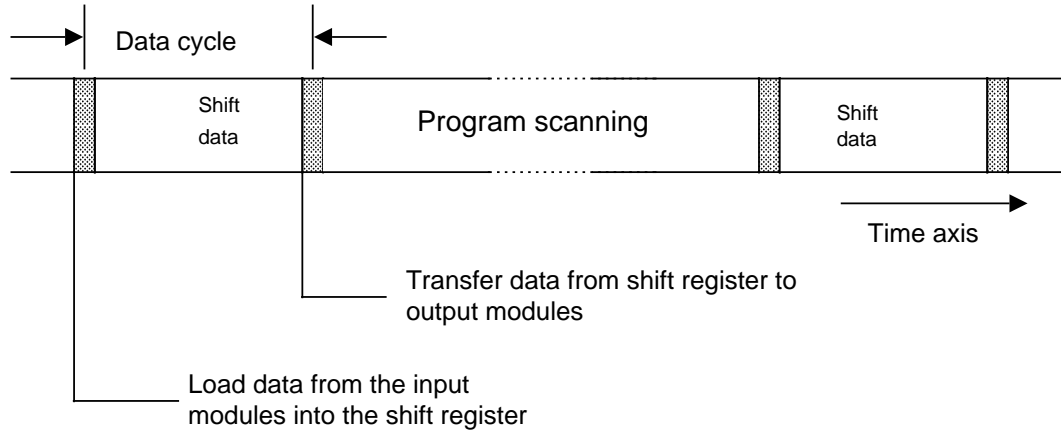 Data cycle
Shift
data
Program scanning
Shift
data
Time axis
Transfer data from shift register to
output modules
Load data from the input
modules into the shift register